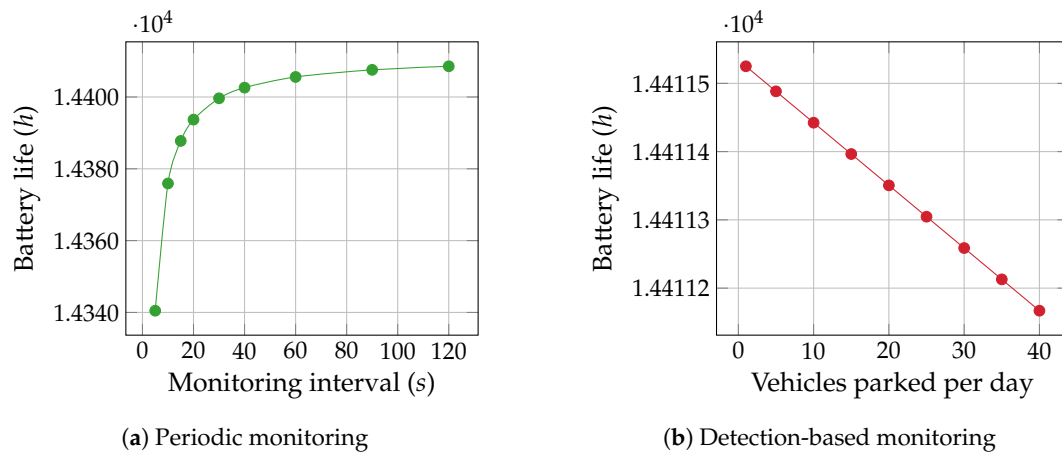 ·10⁴
1.4400
1.4380
1.4360
1.4340
Battery life (h)
0 20 40 60 80 100 120
Monitoring interval (s)
(a) Periodic monitoring
·10⁴
1.44115
1.44114
1.44113
1.44112
Battery life (h)
0 10 20 30 40
Vehicles parked per day
(b) Detection-based monitoring